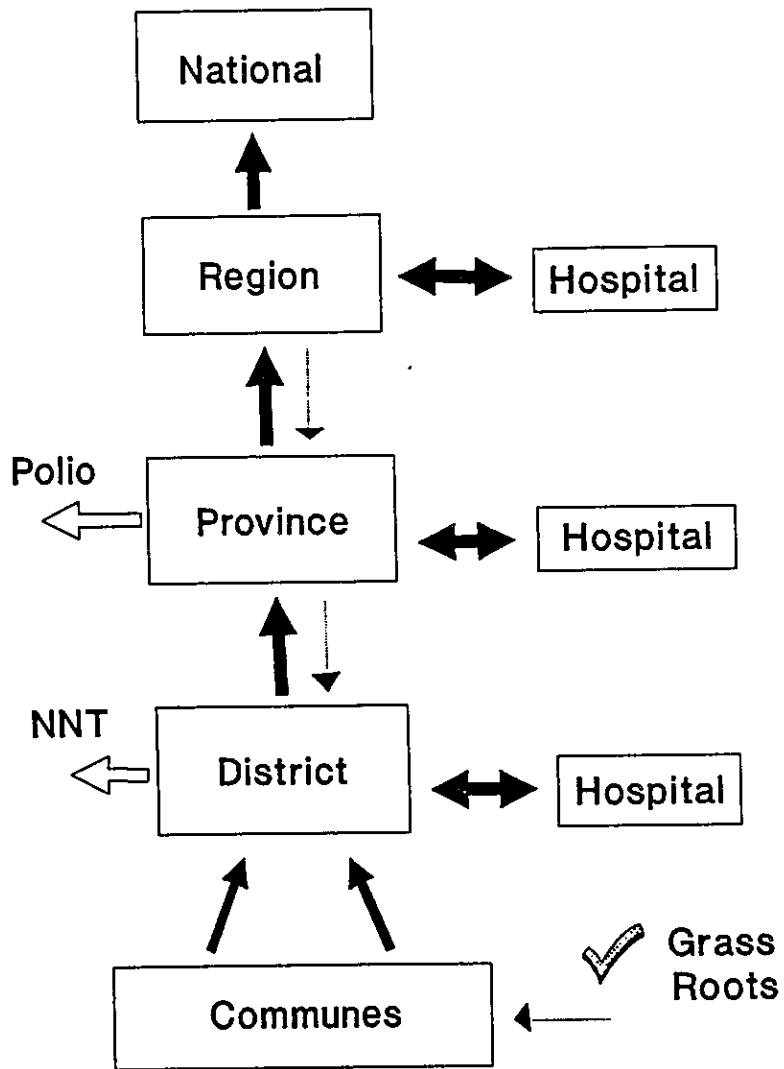 National
Region
Hospital
Polio
Province
Hospital
NNT
District
Hospital
Grass
Roots
Communes